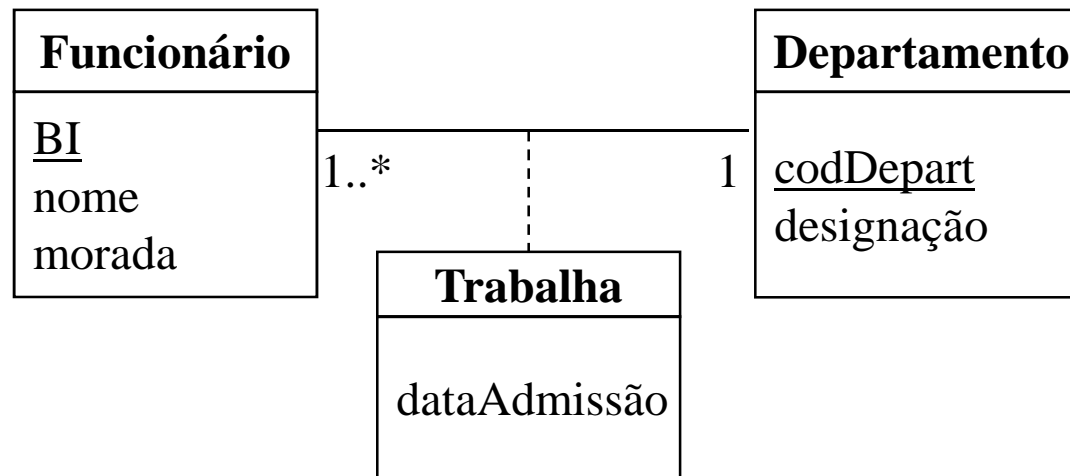 Funcionário
BI
nome
morada
1..*
1
Departamento
codDepart
designação
Trabalha
dataAdmissão